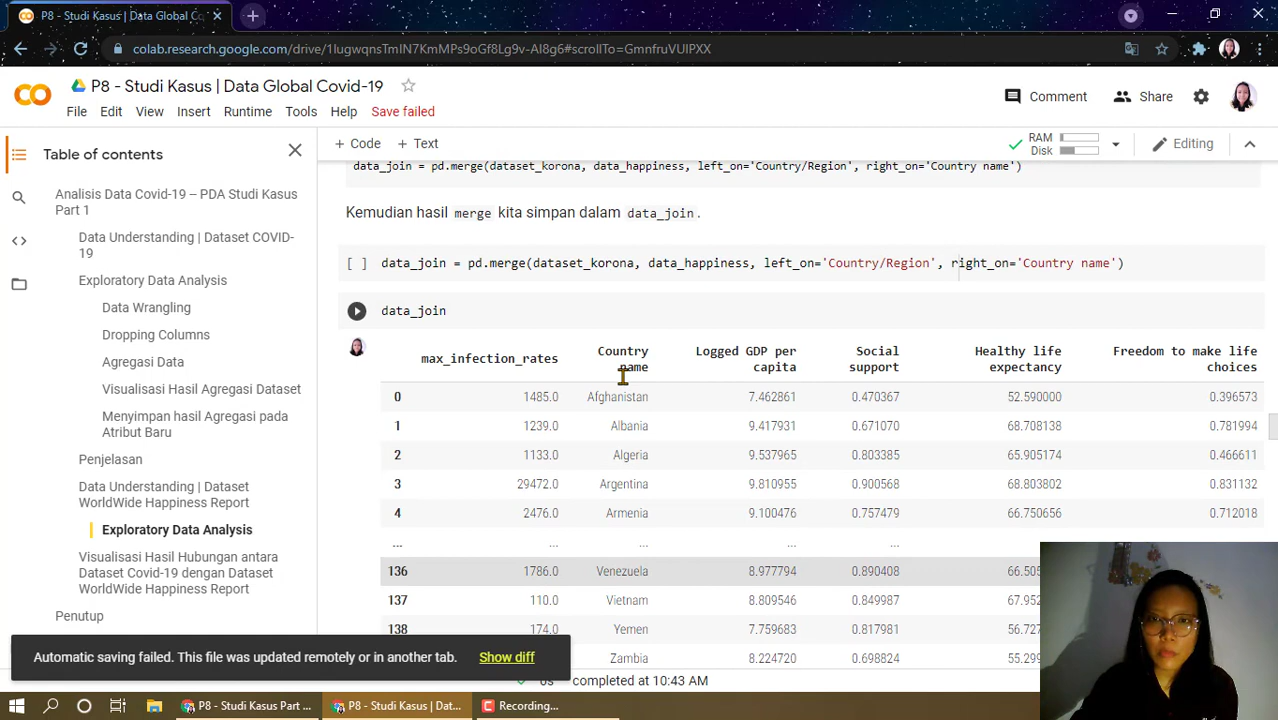 P8 - Studi Kasus | Data Global Co
colab.research.google.com/drive/1lugwqnsTmIN7KmMPs9oGf8Lg9v-AI8g6#scrollTo=GmnfruVUIPXX
P8 - Studi Kasus | Data Global Covid-19
File Edit View Insert Runtime Tools Help Save failed
Comment Share
+ Code + Text
RAM
Disk
Editing
Table of contents
Analisis Data Covid-19 – PDA Studi Kasus
Part 1
Data Understanding | Dataset COVID-
19
Exploratory Data Analysis
Data Wrangling
Dropping Columns
Agregasi Data
Visualisasi Hasil Agregasi Dataset
Menyimpan hasil Agregasi pada
Atribut Baru
Penjelasan
Data Understanding | Dataset
WorldWide Happiness Report
Exploratory Data Analysis
Visualisasi Hasil Hubungan antara
Dataset Covid-19 dengan Dataset
WorldWide Happiness Report
Penutup
data_join = pd.merge(dataset_korona, data_happiness, left_on='Country/Region', right_on='Country name')
Kemudian hasil merge kita simpan dalam data_join.
[ ] data_join = pd.merge(dataset_korona, data_happiness, left_on='Country/Region', right_on='Country name')
data_join
max_infection_rates Country name Logged GDP per capita Social support Healthy life expectancy Freedom to make life choices
0 1485.0 Afghanistan 7.462861 0.470367 52.590000 0.396573
1 1239.0 Albania 9.417931 0.671070 68.708138 0.781994
2 1133.0 Algeria 9.537965 0.803385 65.905174 0.466611
3 29472.0 Argentina 9.810955 0.900568 68.803802 0.831132
4 2476.0 Armenia 9.100476 0.757479 66.750656 0.712018
... ... ... ... ...
136 1786.0 Venezuela 8.977794 0.890408 66.505
137 110.0 Vietnam 8.809546 0.849987 67.952
138 174.0 Yemen 7.759683 0.817981 56.727
Zambia 8.224720 0.698824 55.299
Automatic saving failed. This file was updated remotely or in another tab. Show diff
0s completed at 10:43 AM
P8 - Studi Kasus Part ... P8 - Studi Kasus | Dat... Recording...